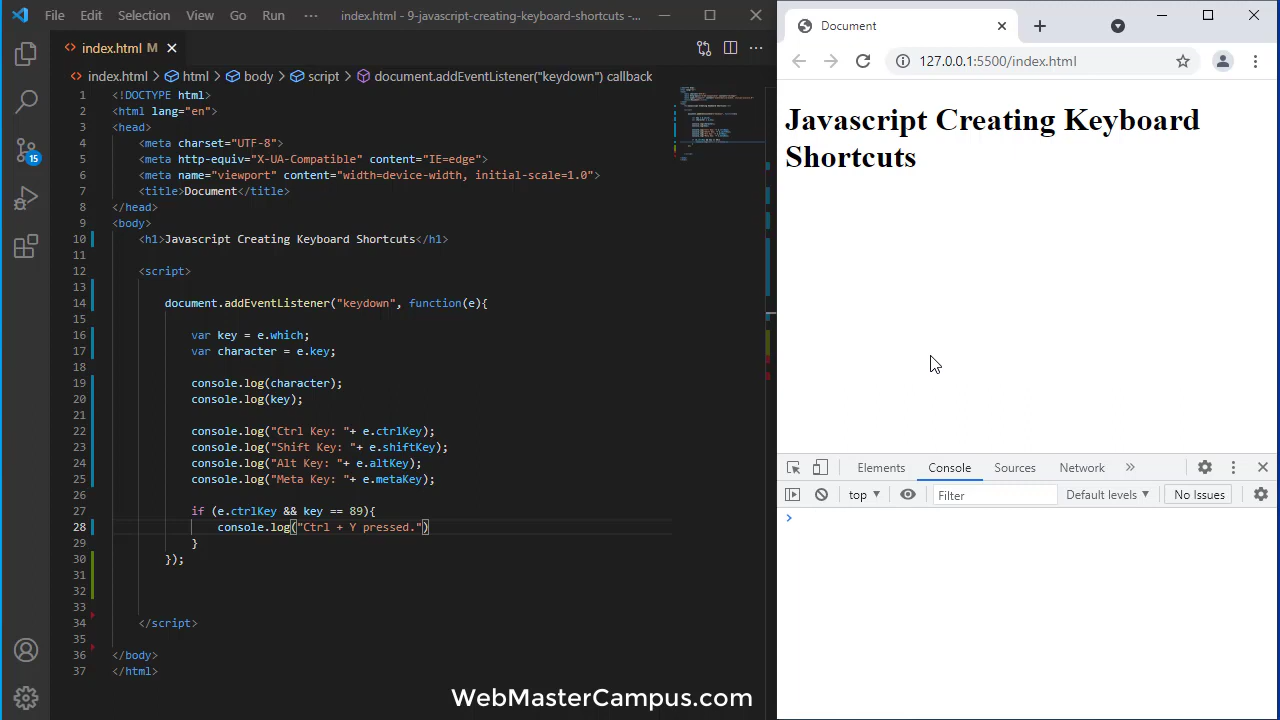 File Edit Selection View Go Run ··· index.html - 9-javascript-creating-keyboard-shortcuts -...
index.html M
index.html > html > body > script > document.addEventListener("keydown") callback
1 <!DOCTYPE html>
2 <html lang="en">
3 <head>
4 <meta charset="UTF-8">
5 <meta http-equiv="X-UA-Compatible" content="IE=edge">
6 <meta name="viewport" content="width=device-width, initial-scale=1.0">
7 <title>Document</title>
8 </head>
9 <body>
10 <h1>Javascript Creating Keyboard Shortcuts</h1>
11
12 <script>
13
14 document.addEventListener("keydown", function(e){
15
16 var key = e.which;
17 var character = e.key;
18
19 console.log(character);
20 console.log(key);
21
22 console.log("Ctrl Key: "+ e.ctrlKey);
23 console.log("Shift Key: "+ e.shiftKey);
24 console.log("Alt Key: "+ e.altKey);
25 console.log("Meta Key: "+ e.metaKey);
26
27 if (e.ctrlKey && key == 89){
28 console.log("Ctrl + Y pressed.")
29 }
30 });
31
32
33
34 </script>
35
36 </body>
37 </html>
15
WebMasterCampus.com
Document
127.0.0.1:5500/index.html
Javascript Creating Keyboard
Shortcuts
Elements Console Sources Network »
top Filter Default levels No Issues